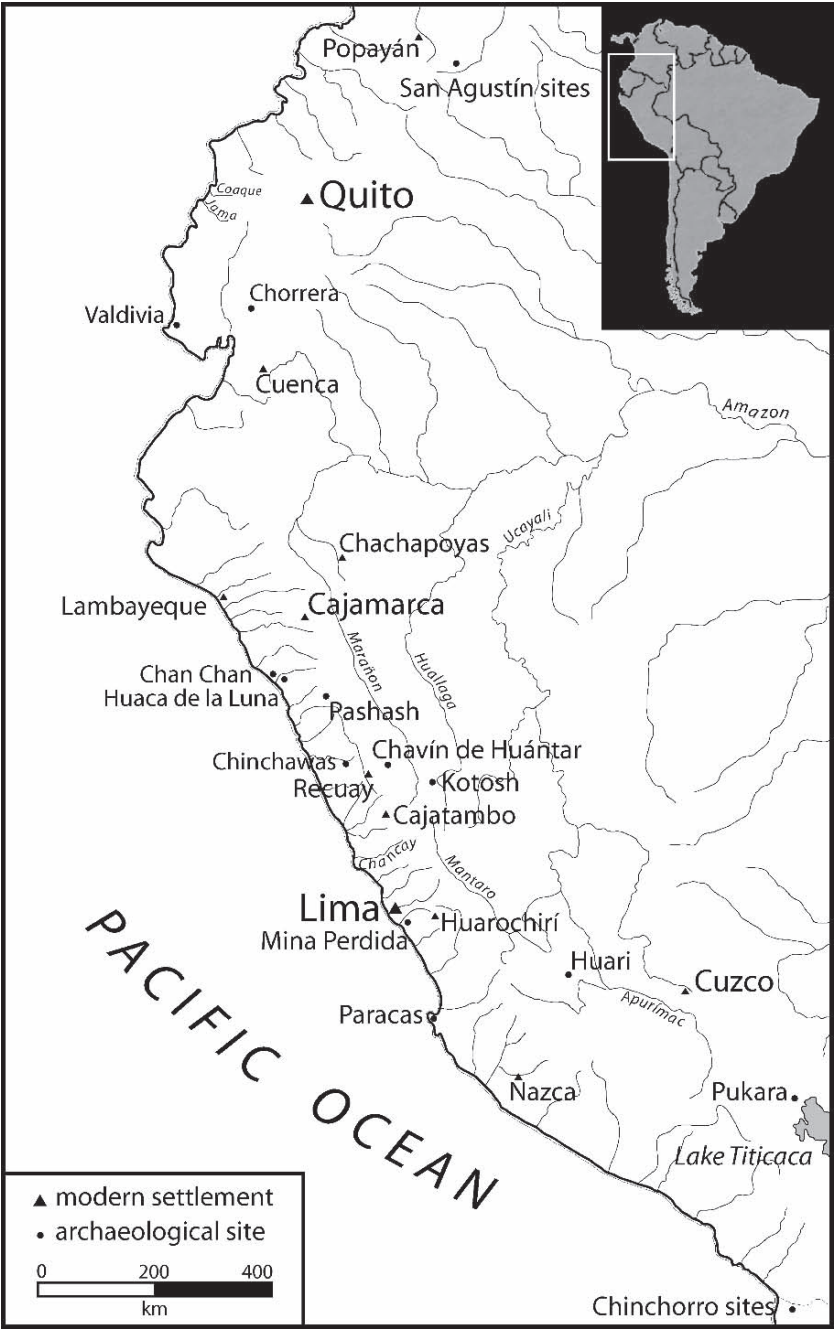 Popayán
San Agustín sites
Coaque
Jama
Quito
Chorrera
Valdivia
Cuenca
Amazon
Ucayali
Chachapoyas
Lambayeque
Cajamarca
Marañon
Huallaga
Chan Chan
Huaca de la Luna
Pashash
Chinchawas
Chavín de Huántar
Recuay
Kotosh
Cajatambo
Chancay
Mantaro
Lima
Huarochirí
Mina Perdida
Huari
Cuzco
Apurímac
Paracas
Nazca
Pukara
Lake Titicaca
PACIFIC OCEAN
modern settlement
archaeological site
0 200 400
km
Chinchorro sites